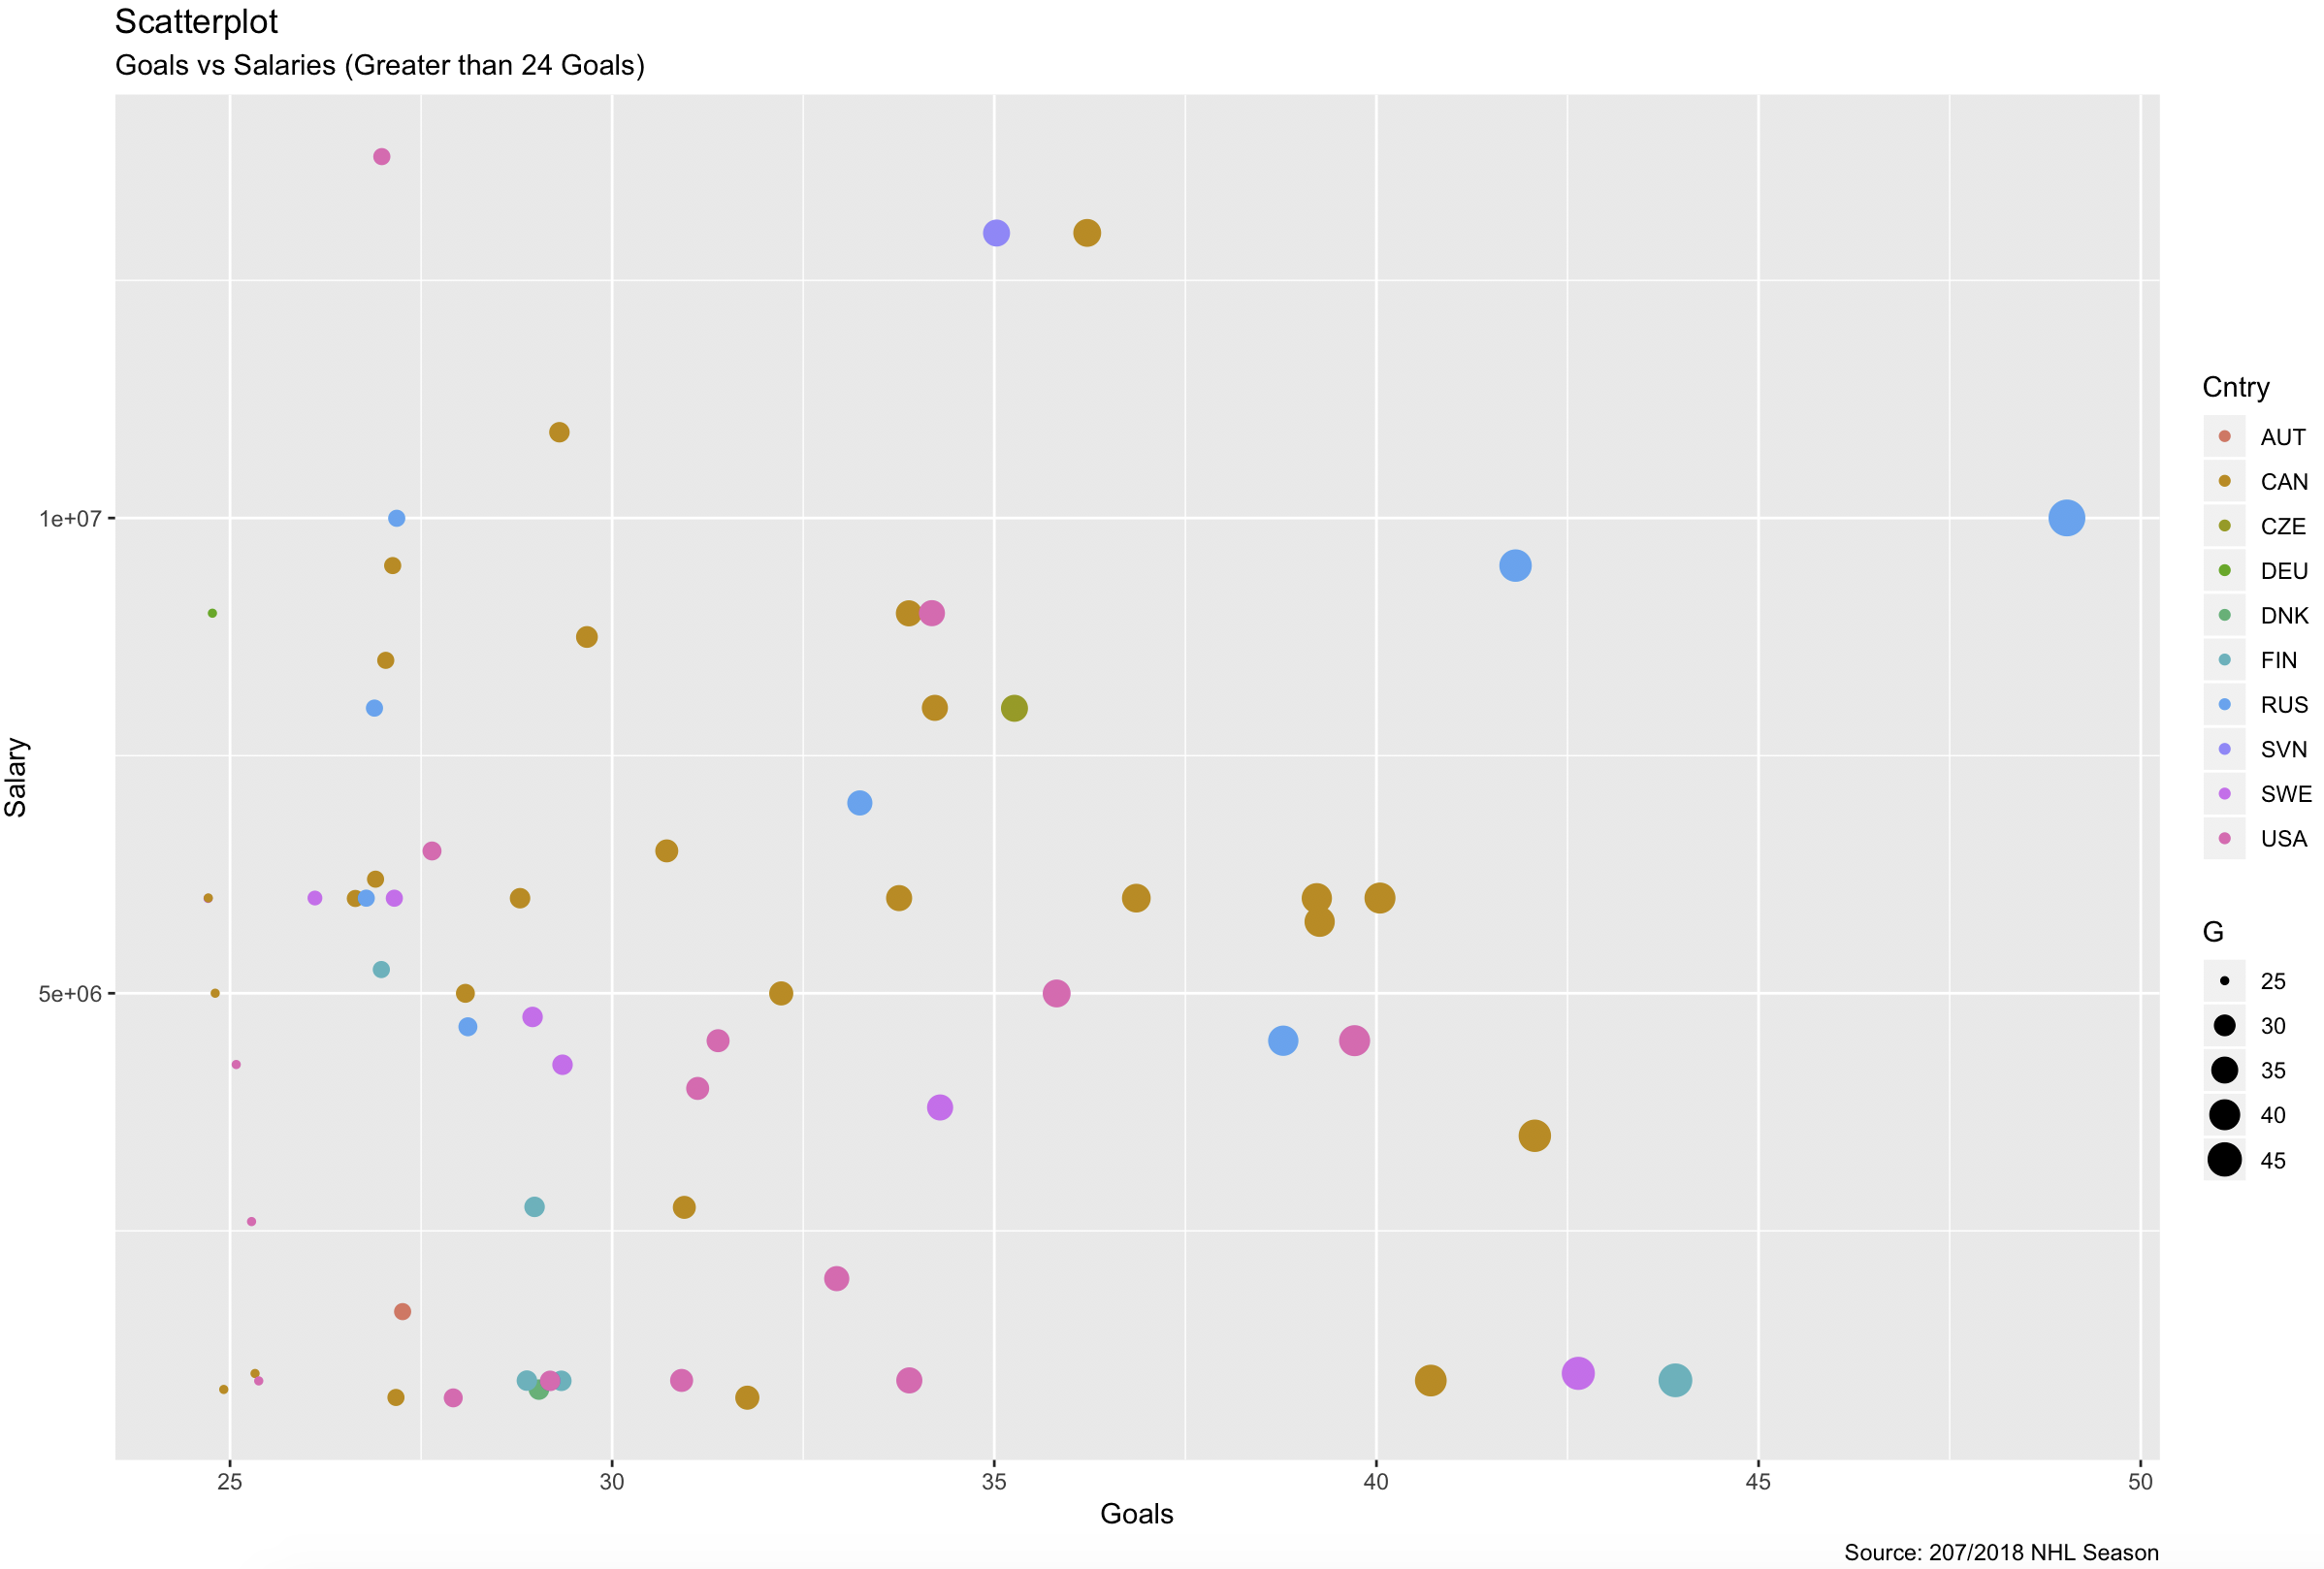 Scatterplot
Goals vs Salaries (Greater than 24 Goals)
Salary
1e+07
5e+06
25 30 35 40 45 50
Goals
Cntry
AUT
CAN
CZE
DEU
DNK
FIN
RUS
SVN
SWE
USA
G
25
30
35
40
45
Source: 207/2018 NHL Season